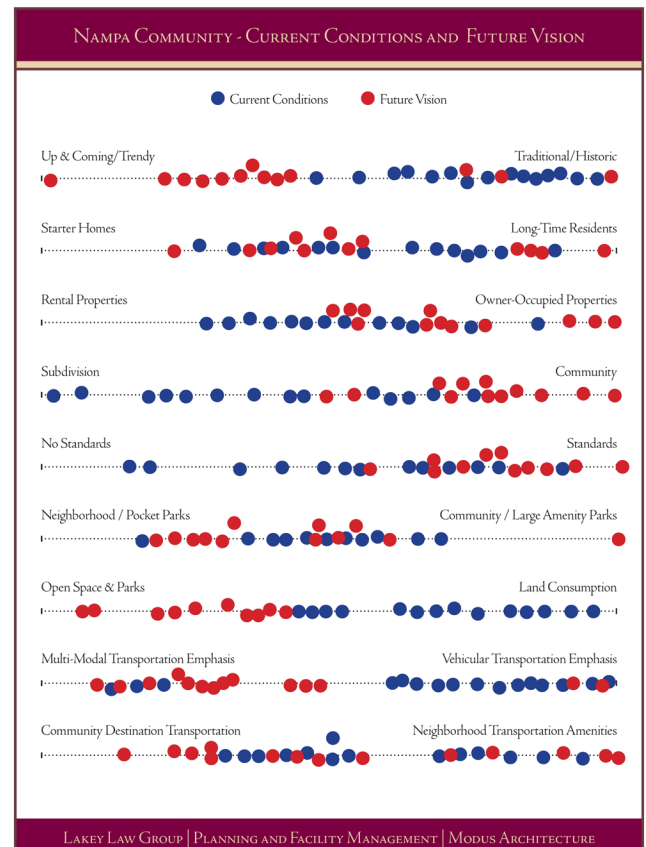 Nampa Community - Current Conditions and Future Vision
Current Conditions Future Vision
Up & Coming/Trendy Traditional/Historic
Starter Homes Long-Time Residents
Rental Properties Owner-Occupied Properties
Subdivision Community
No Standards Standards
Neighborhood / Pocket Parks Community / Large Amenity Parks
Open Space & Parks Land Consumption
Multi-Modal Transportation Emphasis Vehicular Transportation Emphasis
Community Destination Transportation Neighborhood Transportation Amenities
Lakey Law Group | Planning and Facility Management | Modus Architecture